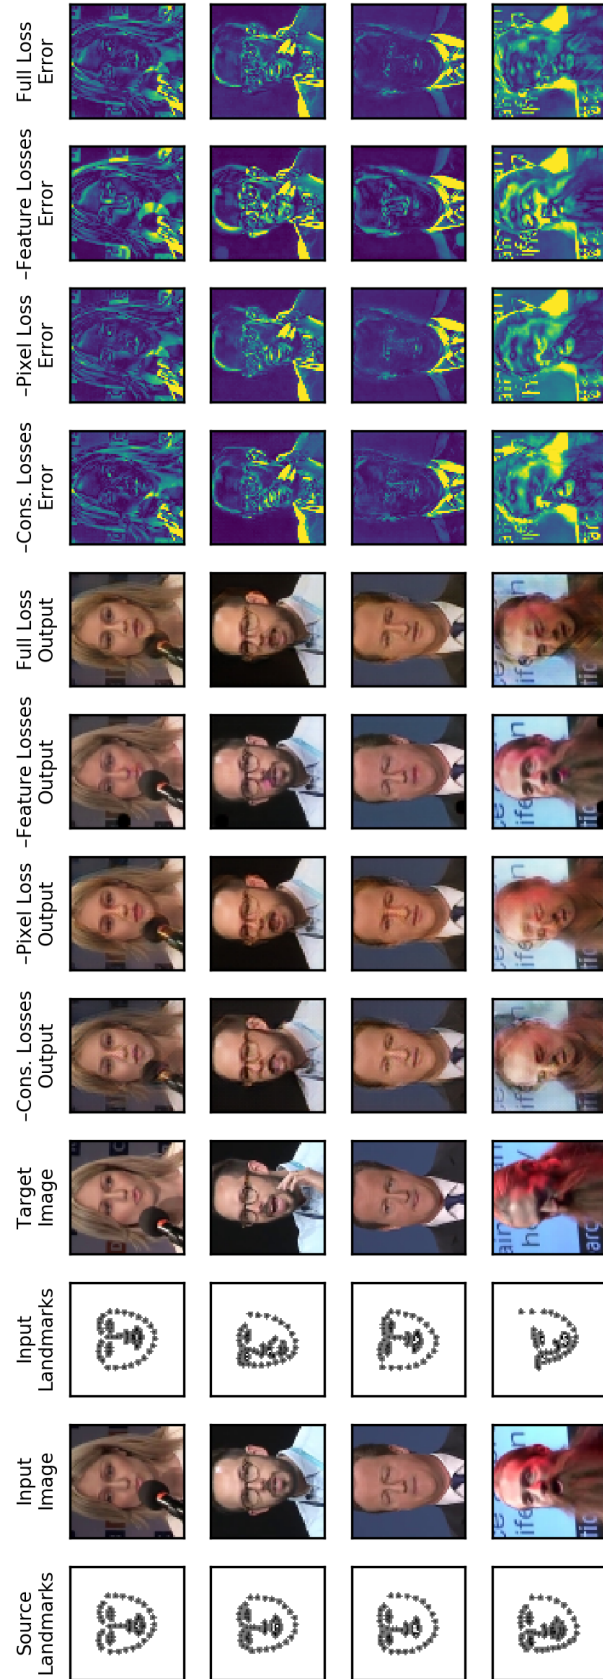 Source
Landmarks
Input
Image
Input
Landmarks
Target
Image
–Cons. Losses
Output
–Pixel Loss
Output
–Feature Losses
Output
Full Loss
Output
–Cons. Losses
Error
–Pixel Loss
Error
–Feature Losses
Error
Full Loss
Error